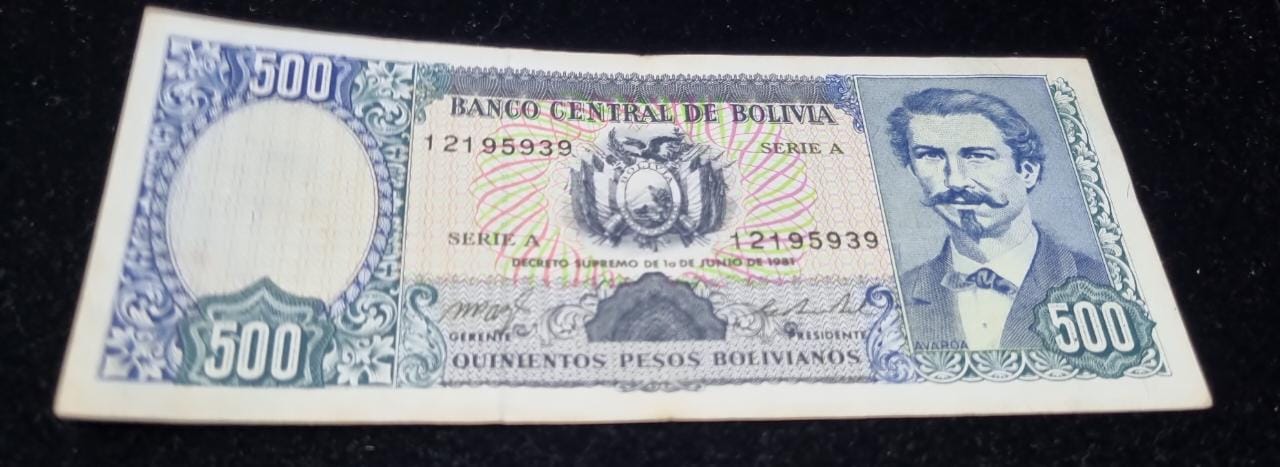 500
BANCO CENTRAL DE BOLIVIA
12195939
SERIE A
BOLIVIA
SERIE A
12195939
DECRETO SUPREMO DE 1o DE JUNIO DE 1981
GERENTE
PRESIDENTE
AVAROA
500
QUINIENTOS PESOS BOLIVIANOS
500